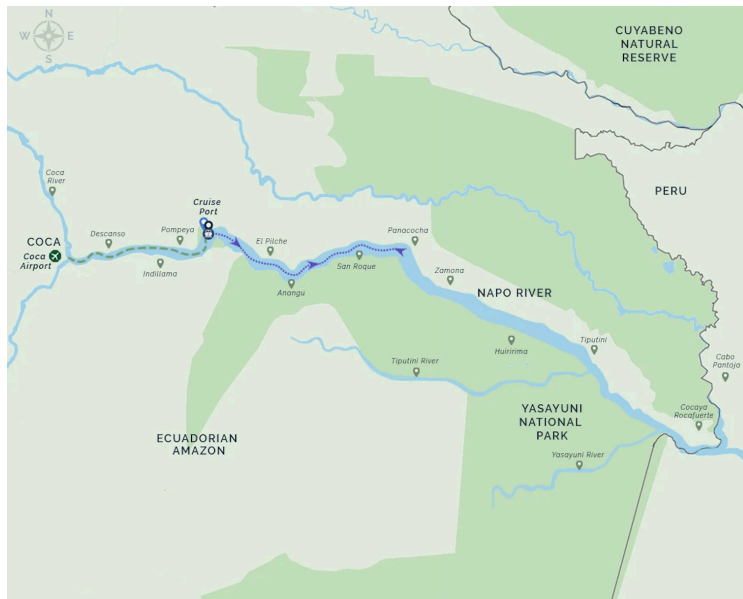 N
W E
S
CUYABENO
NATURAL
RESERVE
Coca
River
PERU
Cruise
Port
Descanso
Pompeya
El Pilche
Panacocha
COCA
Coca
Airport
Indillama
San Roque
Zamona
Anangu
NAPO RIVER
Tiputini
Huiririma
Tiputini River
Cabo
Pantoja
YASAYUNI
NATIONAL
PARK
Cocaya
Rocafuerte
ECUADORIAN
AMAZON
Yasayuni River